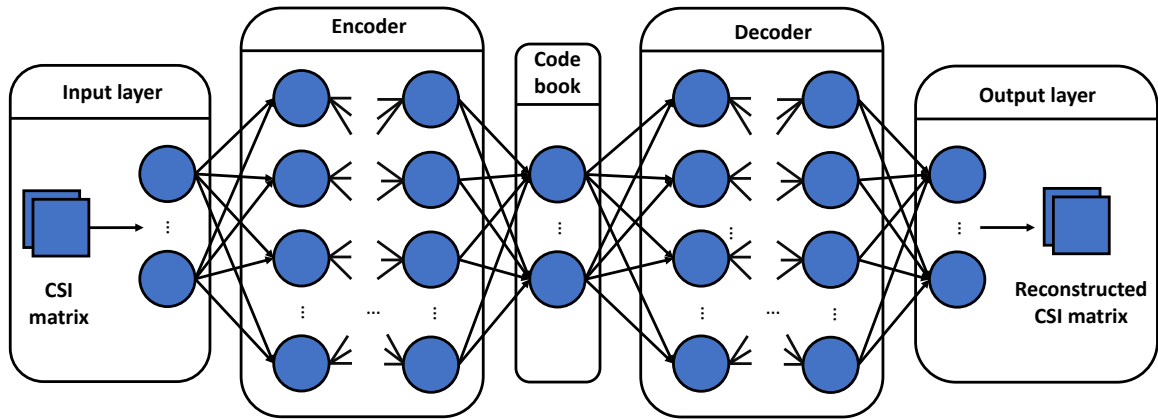 Input layer
CSI
matrix
...
Encoder
...
...
...
Code
book
...
Decoder
...
...
...
...
Output layer
...
Reconstructed
CSI matrix